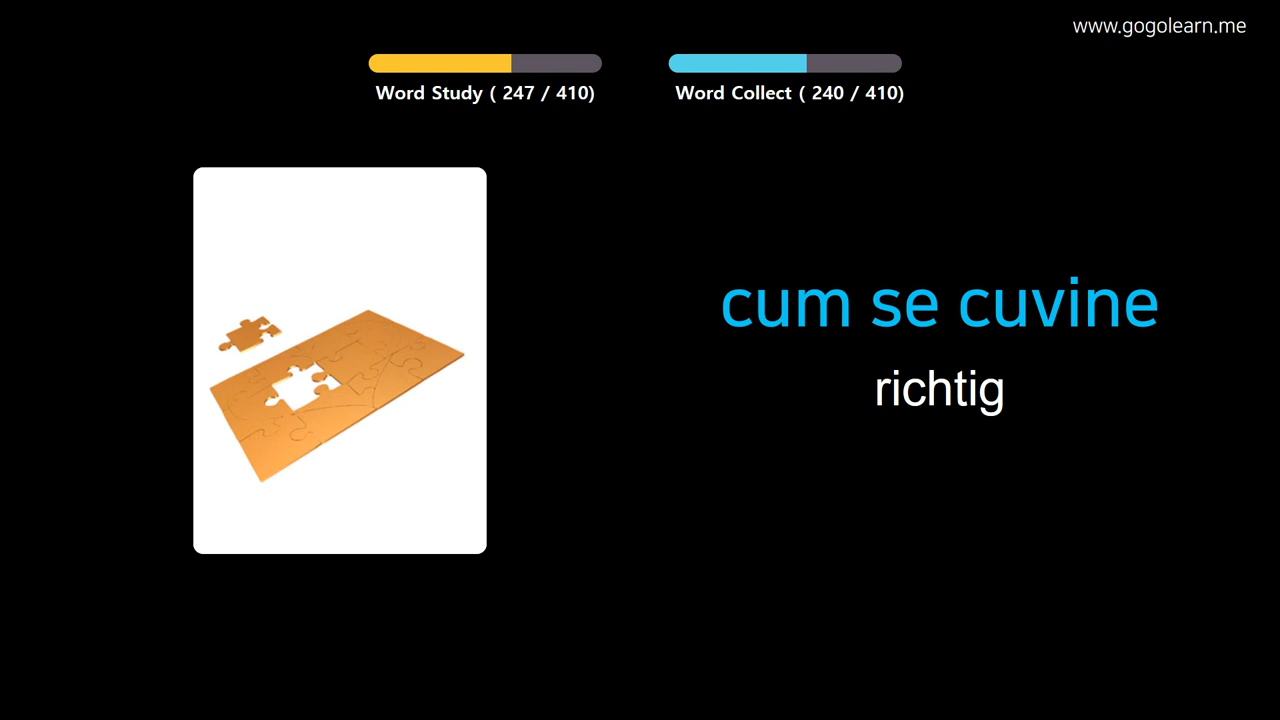 www.gogolearn.me
Word Study ( 247 / 410)
Word Collect ( 240 / 410)
cum se cuvine
richtig